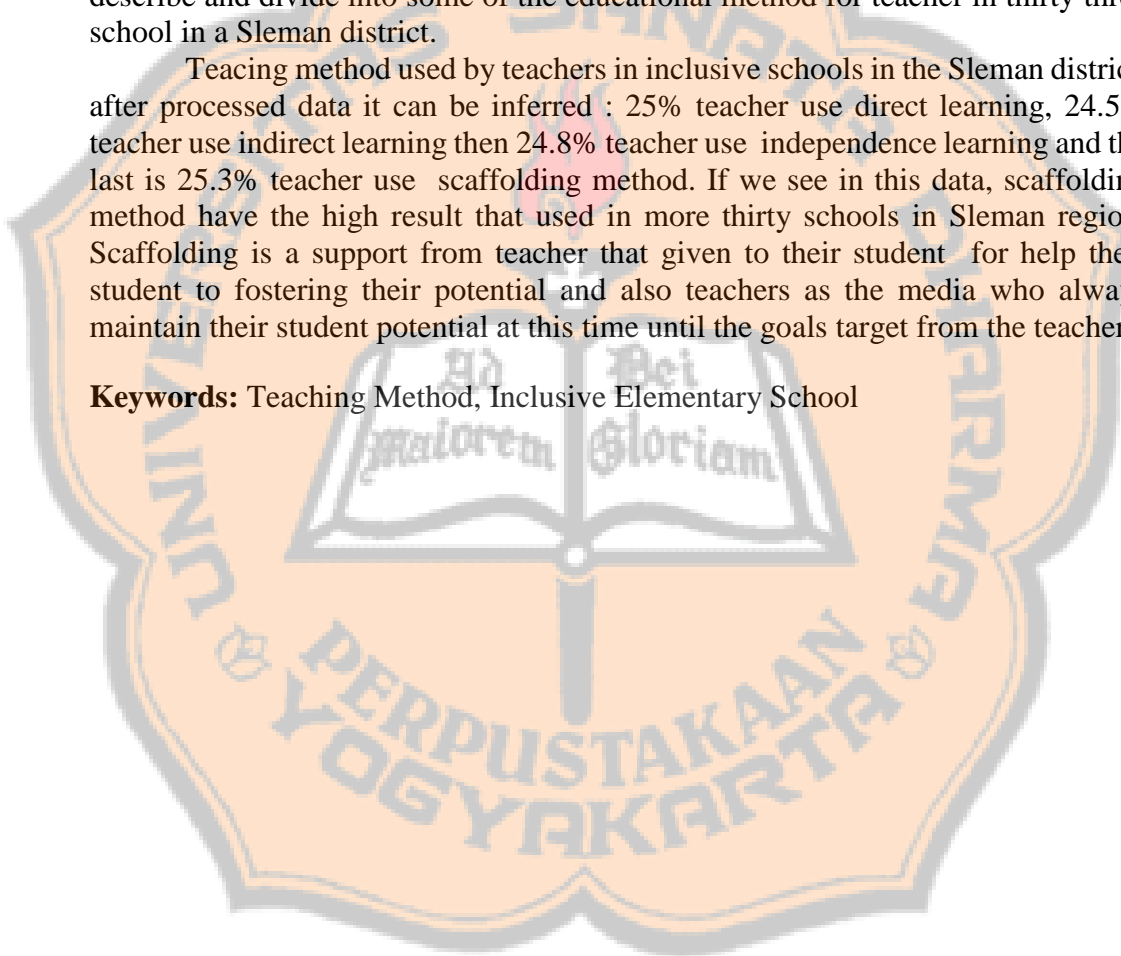 describe and divide into some of the educational method for teacher in thirty
school in a Sleman district.
Teacing method used by teachers in inclusive schools in the Sleman
after processed data it can be inferred : 25% teacher use direct learning,
teacher use indirect learning then 24.8% teacher use independence learning and
last is 25.3% teacher use scaffolding method. If we see in this data,
method have the high result that used in more thirty schools in Sleman
Scaffolding is a support from teacher that given to their student for help
student to fostering their potential and also teachers as the media who
maintain their student potential at this time until the goals target from the
Keywords: Teaching Method, Inclusive Elementary School
UNIVERSITAS SANATA DHARMA
Ad Dei
maiorem Gloriam
PERPUSTAKAAN
YOGYAKARTA